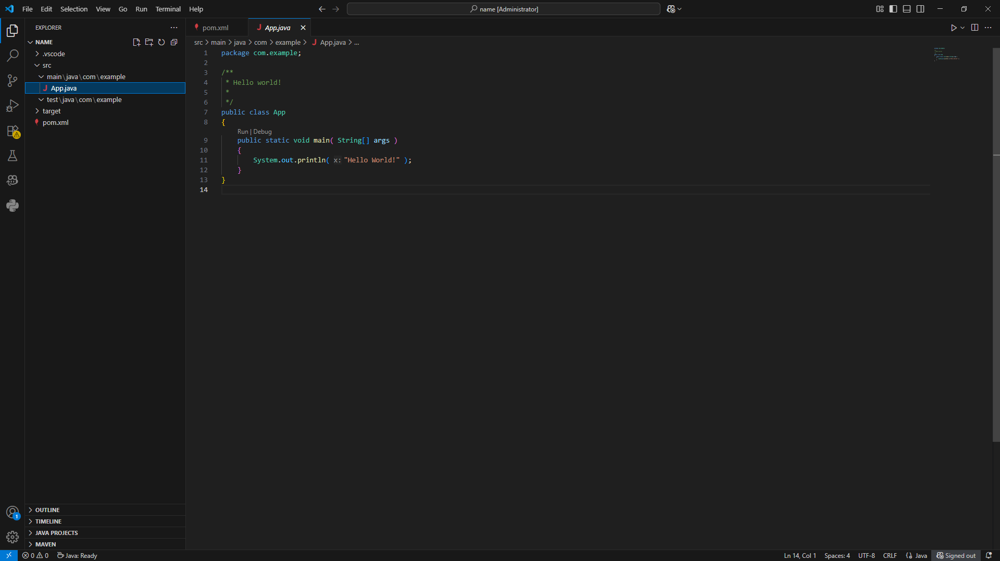 File Edit Selection View Go Run Terminal Help
name [Administrator]
EXPLORER
NAME
.vscode
src
main\java\com\example
App.java
test\java\com\example
target
pom.xml
OUTLINE
TIMELINE
JAVA PROJECTS
MAVEN
pom.xml App.java
src > main > java > com > example > App.java > ...
1 package com.example;
2
3 /**
4 * Hello world!
5 *
6 */
7 public class App
8 {
Run | Debug
9 public static void main( String[] args )
10 {
11 System.out.println( x: "Hello World!" );
12 }
13 }
14
1
0 0 Java: Ready
Ln 14, Col 1 Spaces: 4 UTF-8 CRLF {} Java Signed out